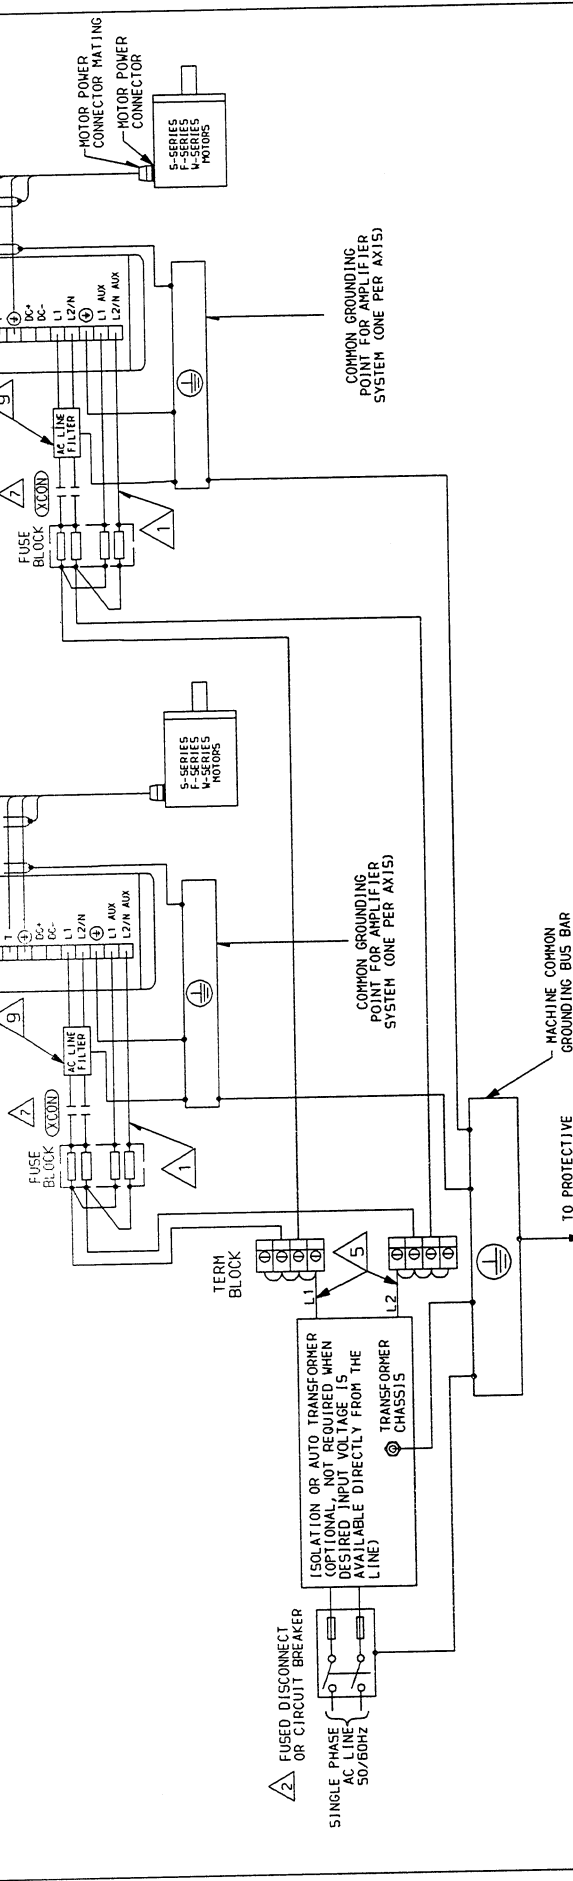 MOTOR POWER
CONNECTOR MATING
MOTOR POWER
CONNECTOR
S-SERIES
F-SERIES
W-SERIES
MOTORS
DC+
DC-
L1
L2/N
L1 AUX
L2/N AUX
COMMON GROUNDING
POINT FOR AMPLIFIER
SYSTEM (ONE PER AXIS)
9
AC LINE
FILTER
7
XCON
FUSE
BLOCK
1
S-SERIES
F-SERIES
W-SERIES
MOTORS
DC+
DC-
L1
L2/N
L1 AUX
L2/N AUX
COMMON GROUNDING
POINT FOR AMPLIFIER
SYSTEM (ONE PER AXIS)
9
AC LINE
FILTER
7
XCON
FUSE
BLOCK
1
MACHINE COMMON
GROUNDING BUS BAR
TO PROTECTIVE
TERM
BLOCK
5
L1
L2
ISOLATION OR AUTO TRANSFORMER
(OPTIONAL, NOT REQUIRED WHEN
DESIRED INPUT VOLTAGE IS
AVAILABLE DIRECTLY FROM THE
LINE)
TRANSFORMER
CHASSIS
2
FUSED DISCONNECT
OR CIRCUIT BREAKER
SINGLE PHASE
AC LINE
50/60Hz